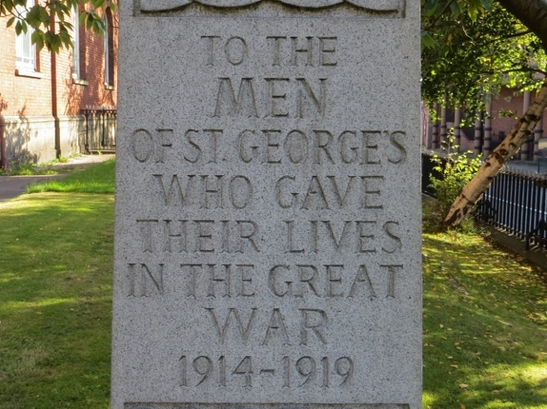 TO THE
MEN
OF ST. GEORGE'S
WHO GAVE
THEIR LIVES
IN THE GREAT
WAR
1914-1919